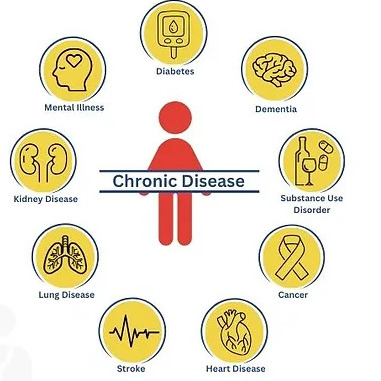 Diabetes
Mental Illness
Dementia
Kidney Disease
Chronic Disease
Substance Use
Disorder
Lung Disease
Cancer
Stroke
Heart Disease